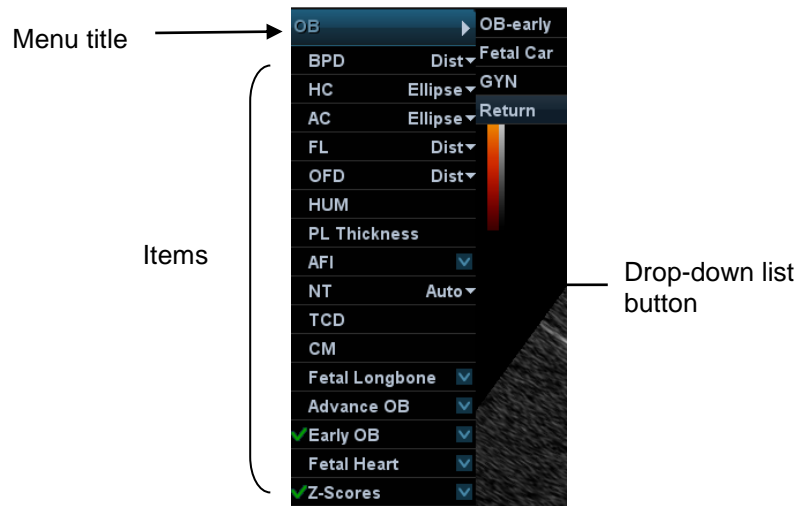 Menu title
OB
OB-early
Fetal Car
GYN
Return
BPD Dist
HC Ellipse
AC Ellipse
FL Dist
OFD Dist
HUM
PL Thickness
AFI
NT Auto
TCD
CM
Fetal Longbone
Advance OB
Early OB
Fetal Heart
Z-Scores
Items
Drop-down list
button